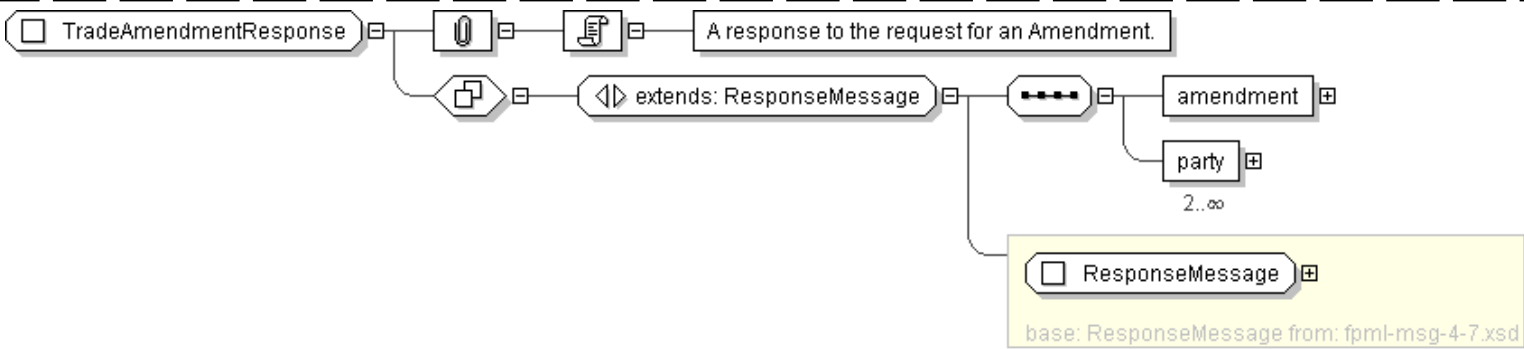 TradeAmendmentResponse
A response to the request for an Amendment.
extends: ResponseMessage
amendment
party
2..∞
ResponseMessage
base: ResponseMessage from: fpml-msg-4-7.xsd